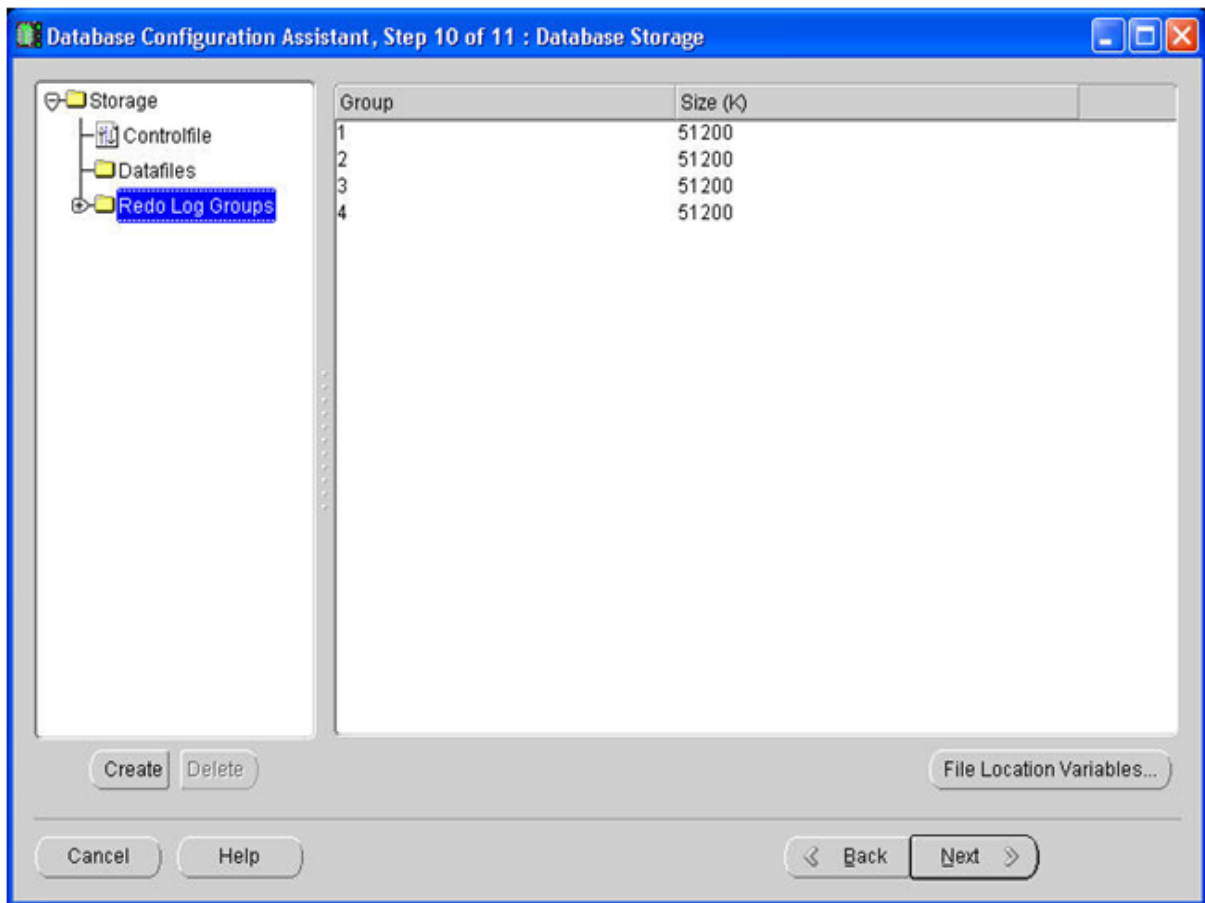 Database Configuration Assistant, Step 10 of 11 : Database Storage
Storage
Controlfile
Datafiles
Redo Log Groups
Group Size (K)
1 51200
2 51200
3 51200
4 51200
Create Delete File Location Variables...
Cancel Help Back Next